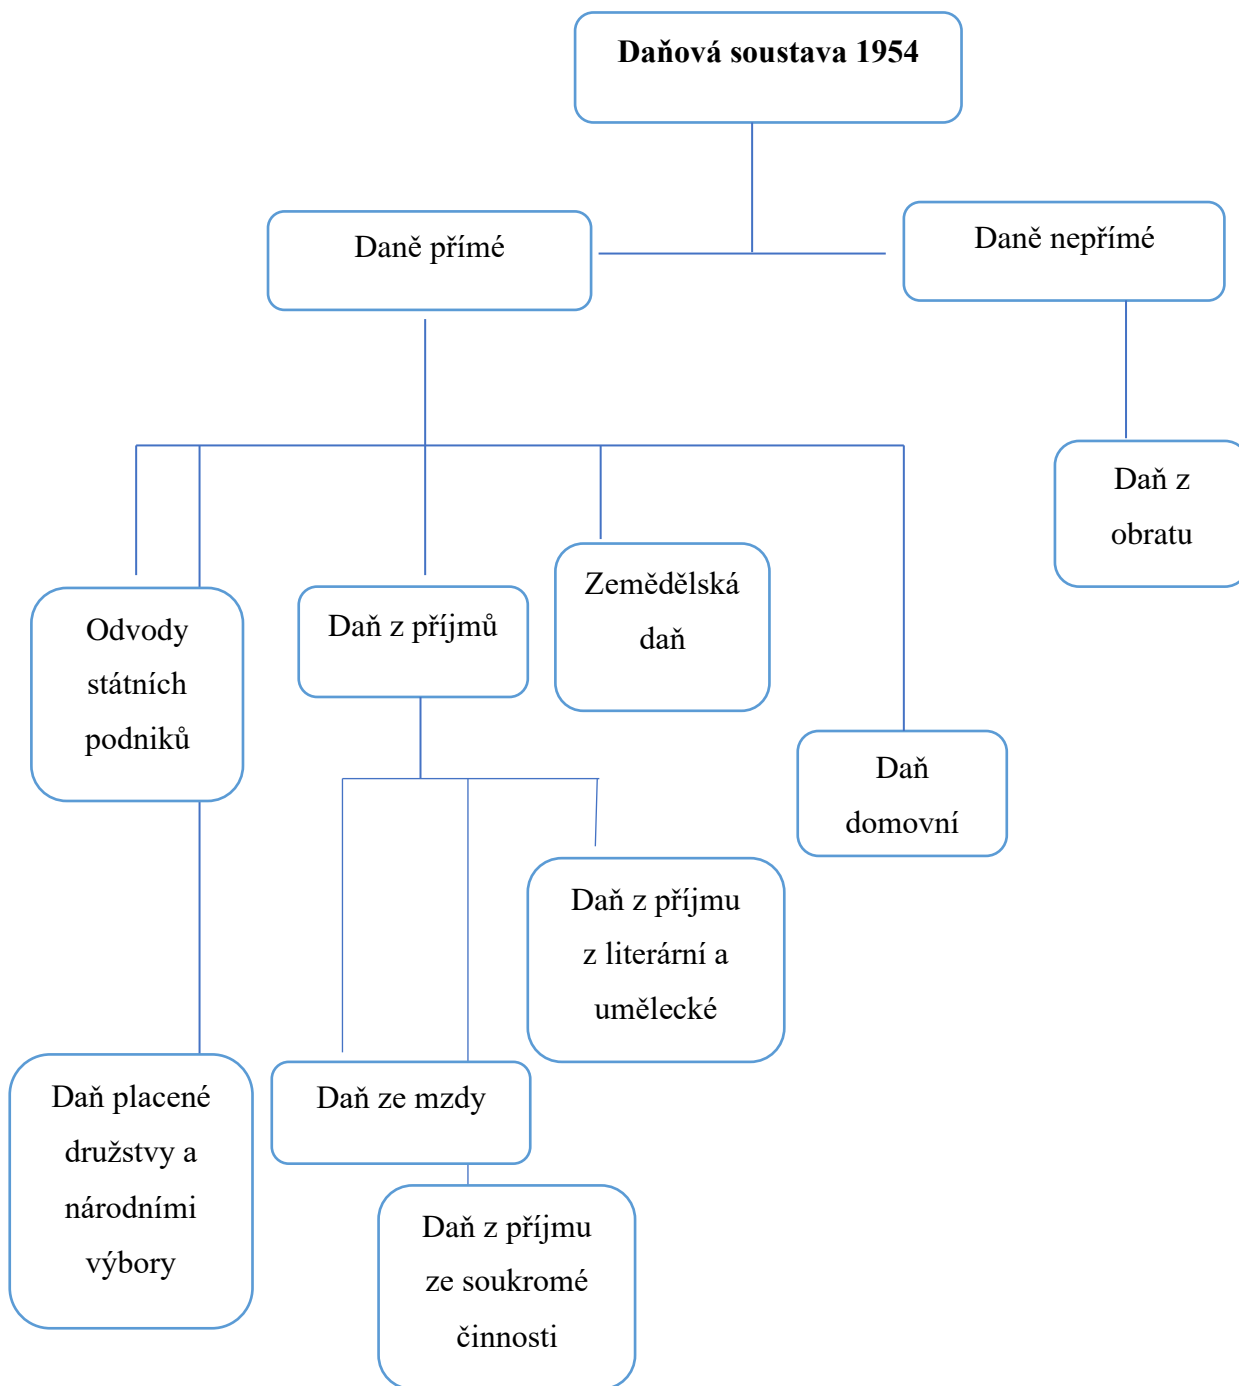 Daňová soustava 1954
Daně přímé
Daně nepřímé
Daň z
obratu
Odvody
státních
podniků
Daň z příjmů
Zemědělská
daň
Daň
domovní
Daň z příjmu
z literární a
umělecké
Daň placené
družstvy a
národními
výbory
Daň ze mzdy
Daň z příjmu
ze soukromé
činnosti